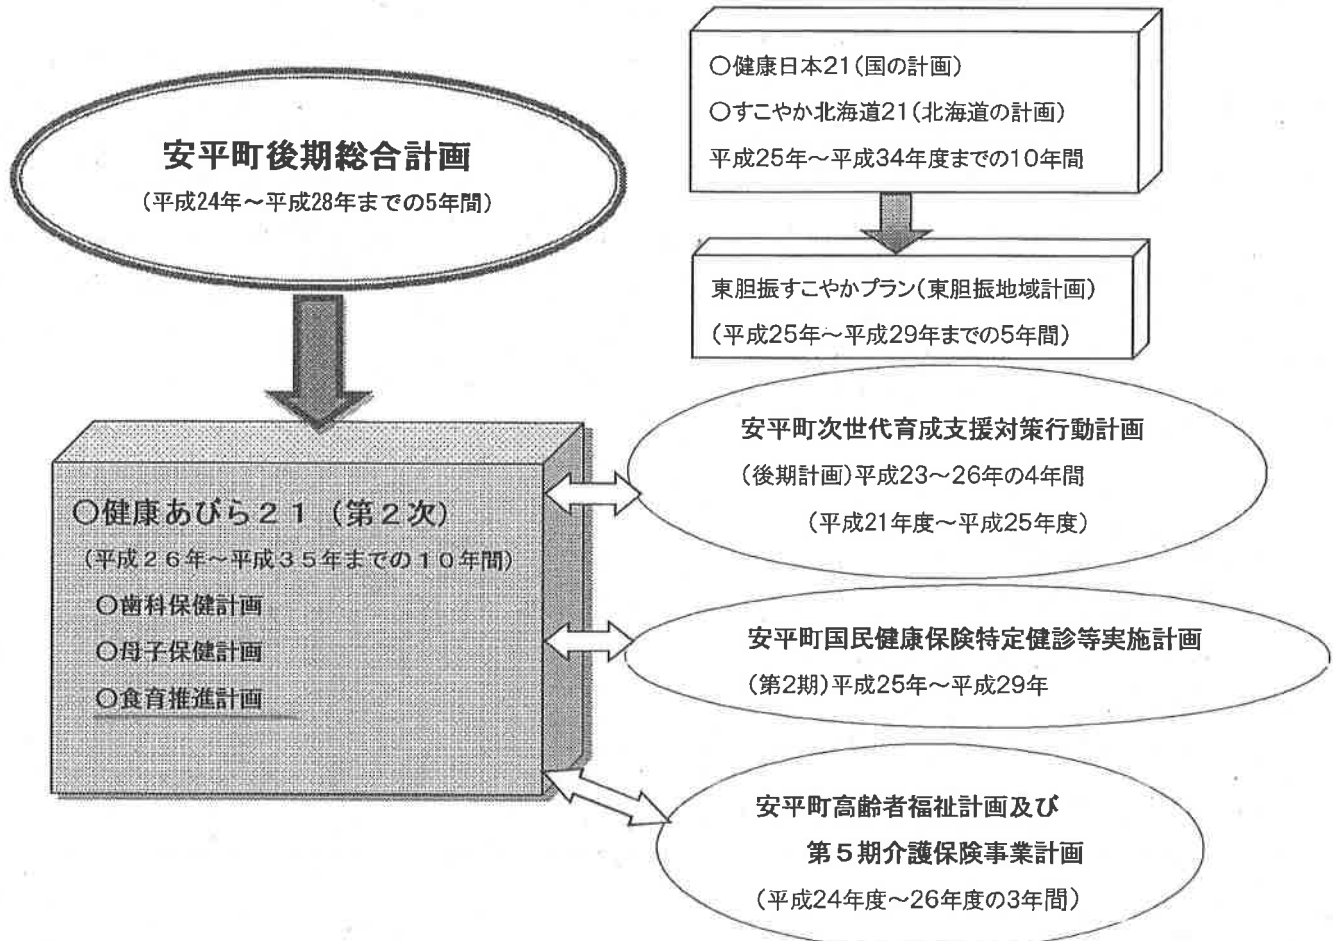 安平町後期総合計画
(平成24年～平成28年までの5年間)
○健康日本21(国の計画)
○すこやか北海道21(北海道の計画)
平成25年～平成34年度までの10年間
東胆振すこやかプラン(東胆振地域計画)
(平成25年～平成29年までの5年間)
○健康あびら２１（第２次）
(平成２６年～平成３５年までの１０年間)
○歯科保健計画
○母子保健計画
○食育推進計画
安平町次世代育成支援対策行動計画
(後期計画)平成23～26年の4年間
(平成21年度～平成25年度)
安平町国民健康保険特定健診等実施計画
(第2期)平成25年～平成29年
安平町高齢者福祉計画及び
第５期介護保険事業計画
(平成24年度～26年度の3年間)